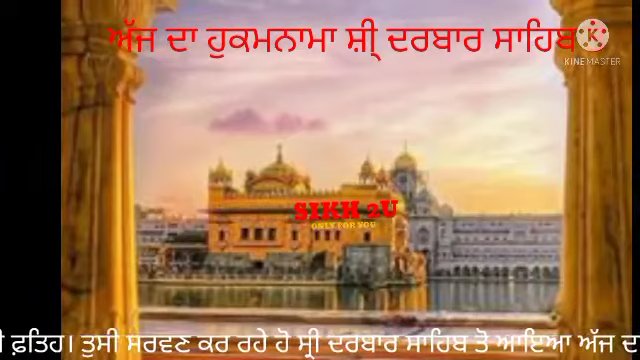 ਅੱਜ ਦਾ ਹੁਕਮਨਾਮਾ ਸ਼੍ਰੀ ਦਰਬਾਰ ਸਾਹਿਬ
K
KINEMASTER
SIKH 2U
ONLY FOR YOU
ਫ਼ਤਿਹ। ਤੁਸੀ ਸਰਵਣ ਕਰ ਰਹੇ ਹੋ ਸ੍ਰੀ ਦਰਬਾਰ ਸਾਹਿਬ ਤੋ ਆਇਆ ਅੱਜ ਦਾ